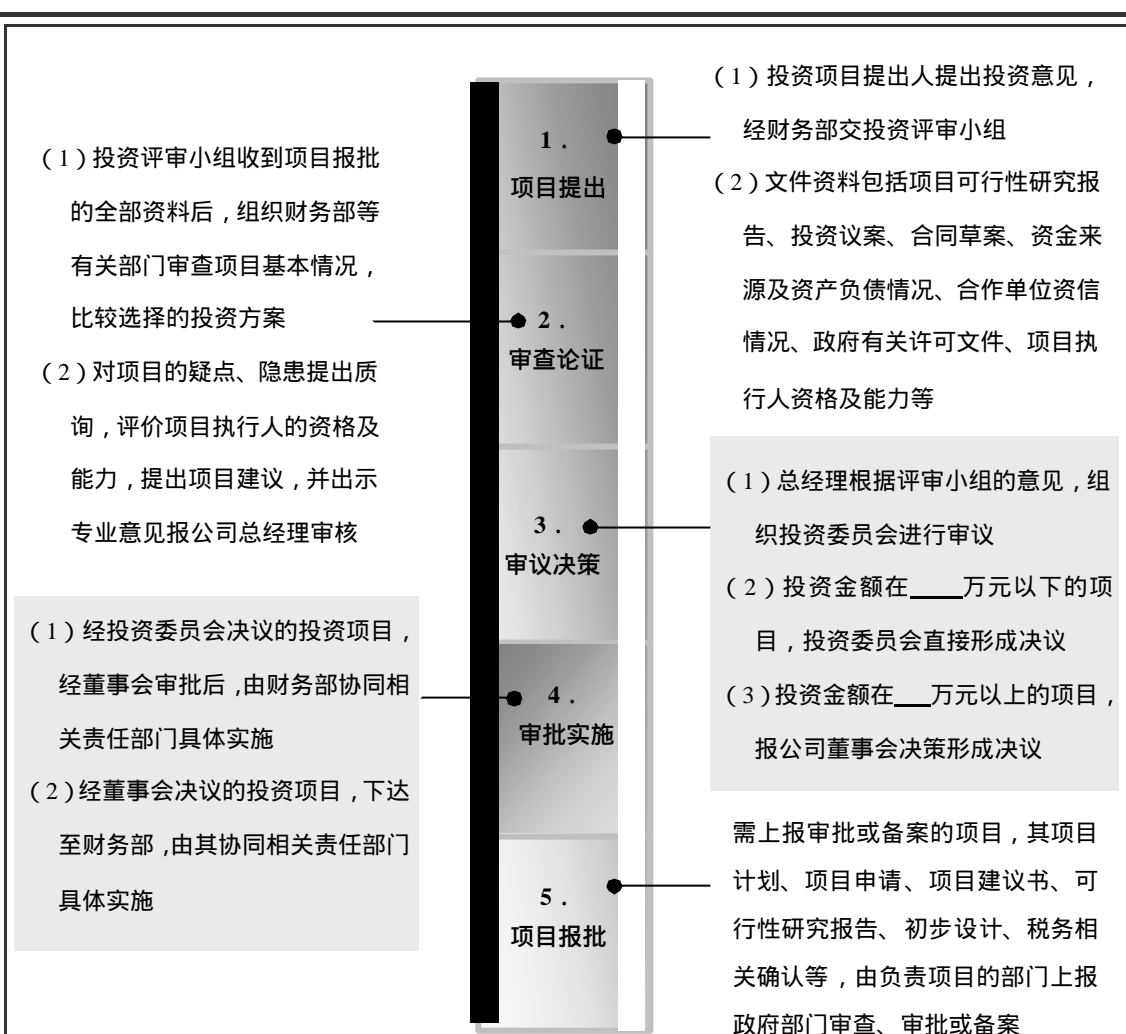 1．
项目提出
（1）投资项目提出人提出投资意见，
经财务部交投资评审小组
（2）文件资料包括项目可行性研究报
告、投资议案、合同草案、资金来
源及资产负债情况、合作单位资信
情况、政府有关许可文件、项目执
行人资格及能力等
2．
审查论证
（1）投资评审小组收到项目报批
的全部资料后，组织财务部等
有关部门审查项目基本情况，
比较选择的投资方案
（2）对项目的疑点、隐患提出质
询，评价项目执行人的资格及
能力，提出项目建议，并出示
专业意见报公司总经理审核
3．
审议决策
（1）总经理根据评审小组的意见，组
织投资委员会进行审议
（2）投资金额在____万元以下的项
目，投资委员会直接形成决议
（3）投资金额在___万元以上的项目，
报公司董事会决策形成决议
4．
审批实施
（1）经投资委员会决议的投资项目，
经董事会审批后，由财务部协同相
关责任部门具体实施
（2）经董事会决议的投资项目，下达
至财务部，由其协同相关责任部门
具体实施
5．
项目报批
需上报审批或备案的项目，其项目
计划、项目申请、项目建议书、可
行性研究报告、初步设计、税务相
关确认等，由负责项目的部门上报
政府部门审查、审批或备案